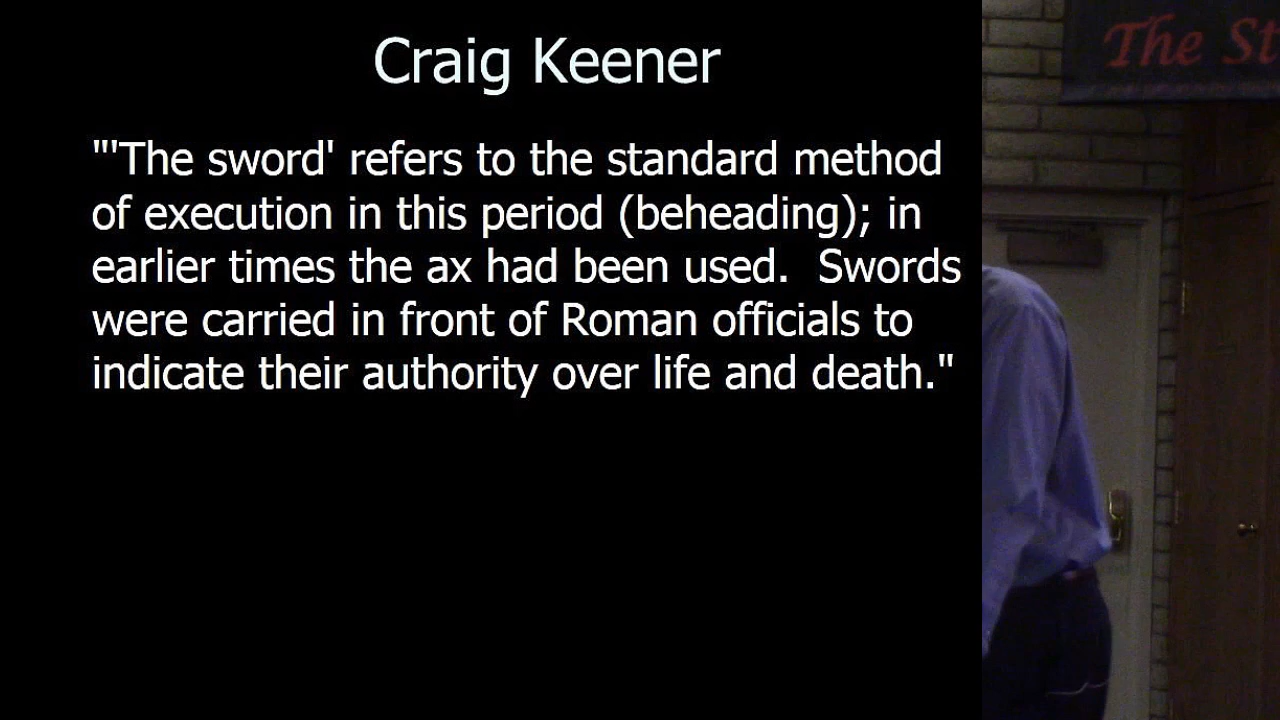 Craig Keener
"'The sword' refers to the standard method
of execution in this period (beheading); in
earlier times the ax had been used.  Swords
were carried in front of Roman officials to
indicate their authority over life and death."
The